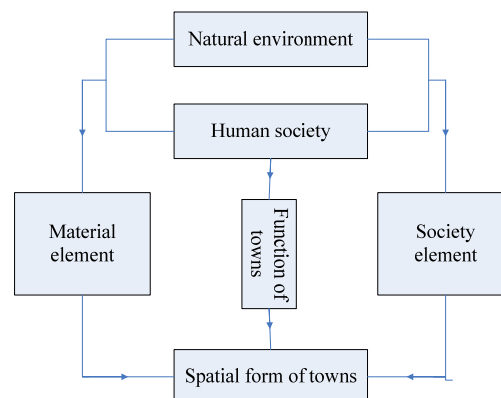 Natural environment
Human society
Material
element
Function of
towns
Society
element
Spatial form of towns